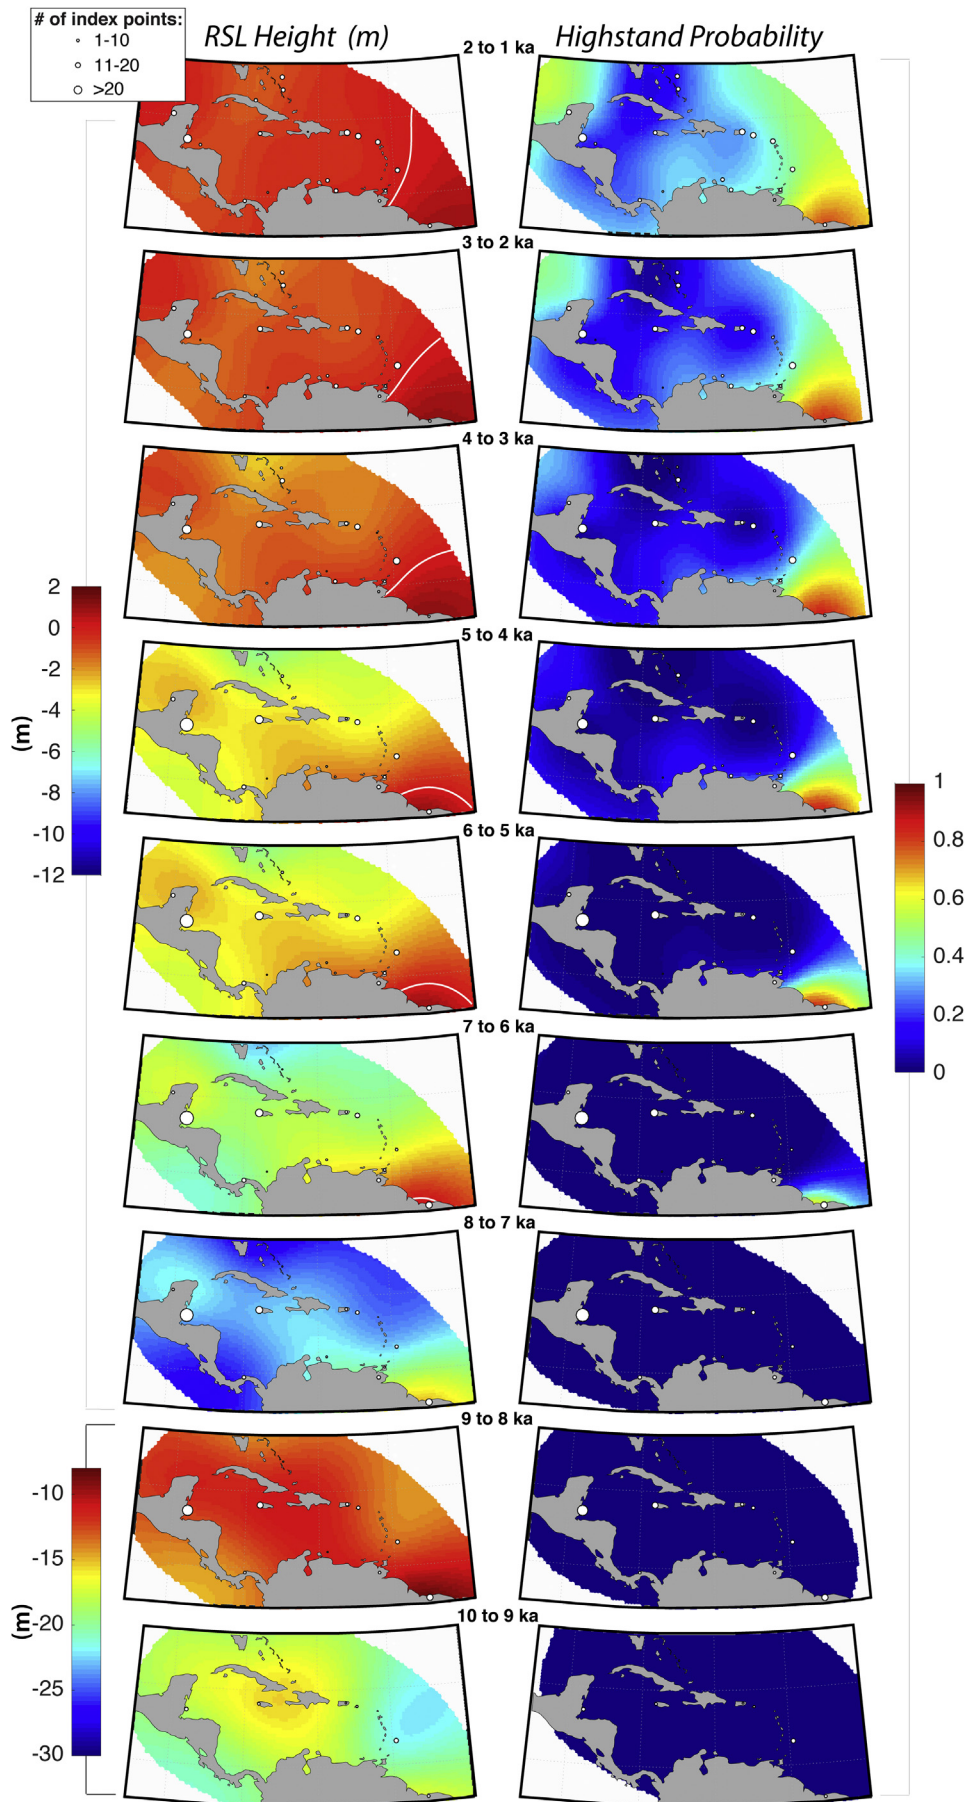 # of index points:
1-10
11-20
>20
RSL Height (m)
Highstand Probability
2 to 1 ka
3 to 2 ka
4 to 3 ka
5 to 4 ka
6 to 5 ka
7 to 6 ka
8 to 7 ka
9 to 8 ka
10 to 9 ka
2
0
-2
-4
-6
-8
-10
-12
(m)
1
0.8
0.6
0.4
0.2
0
-10
-15
-20
-25
-30
(m)